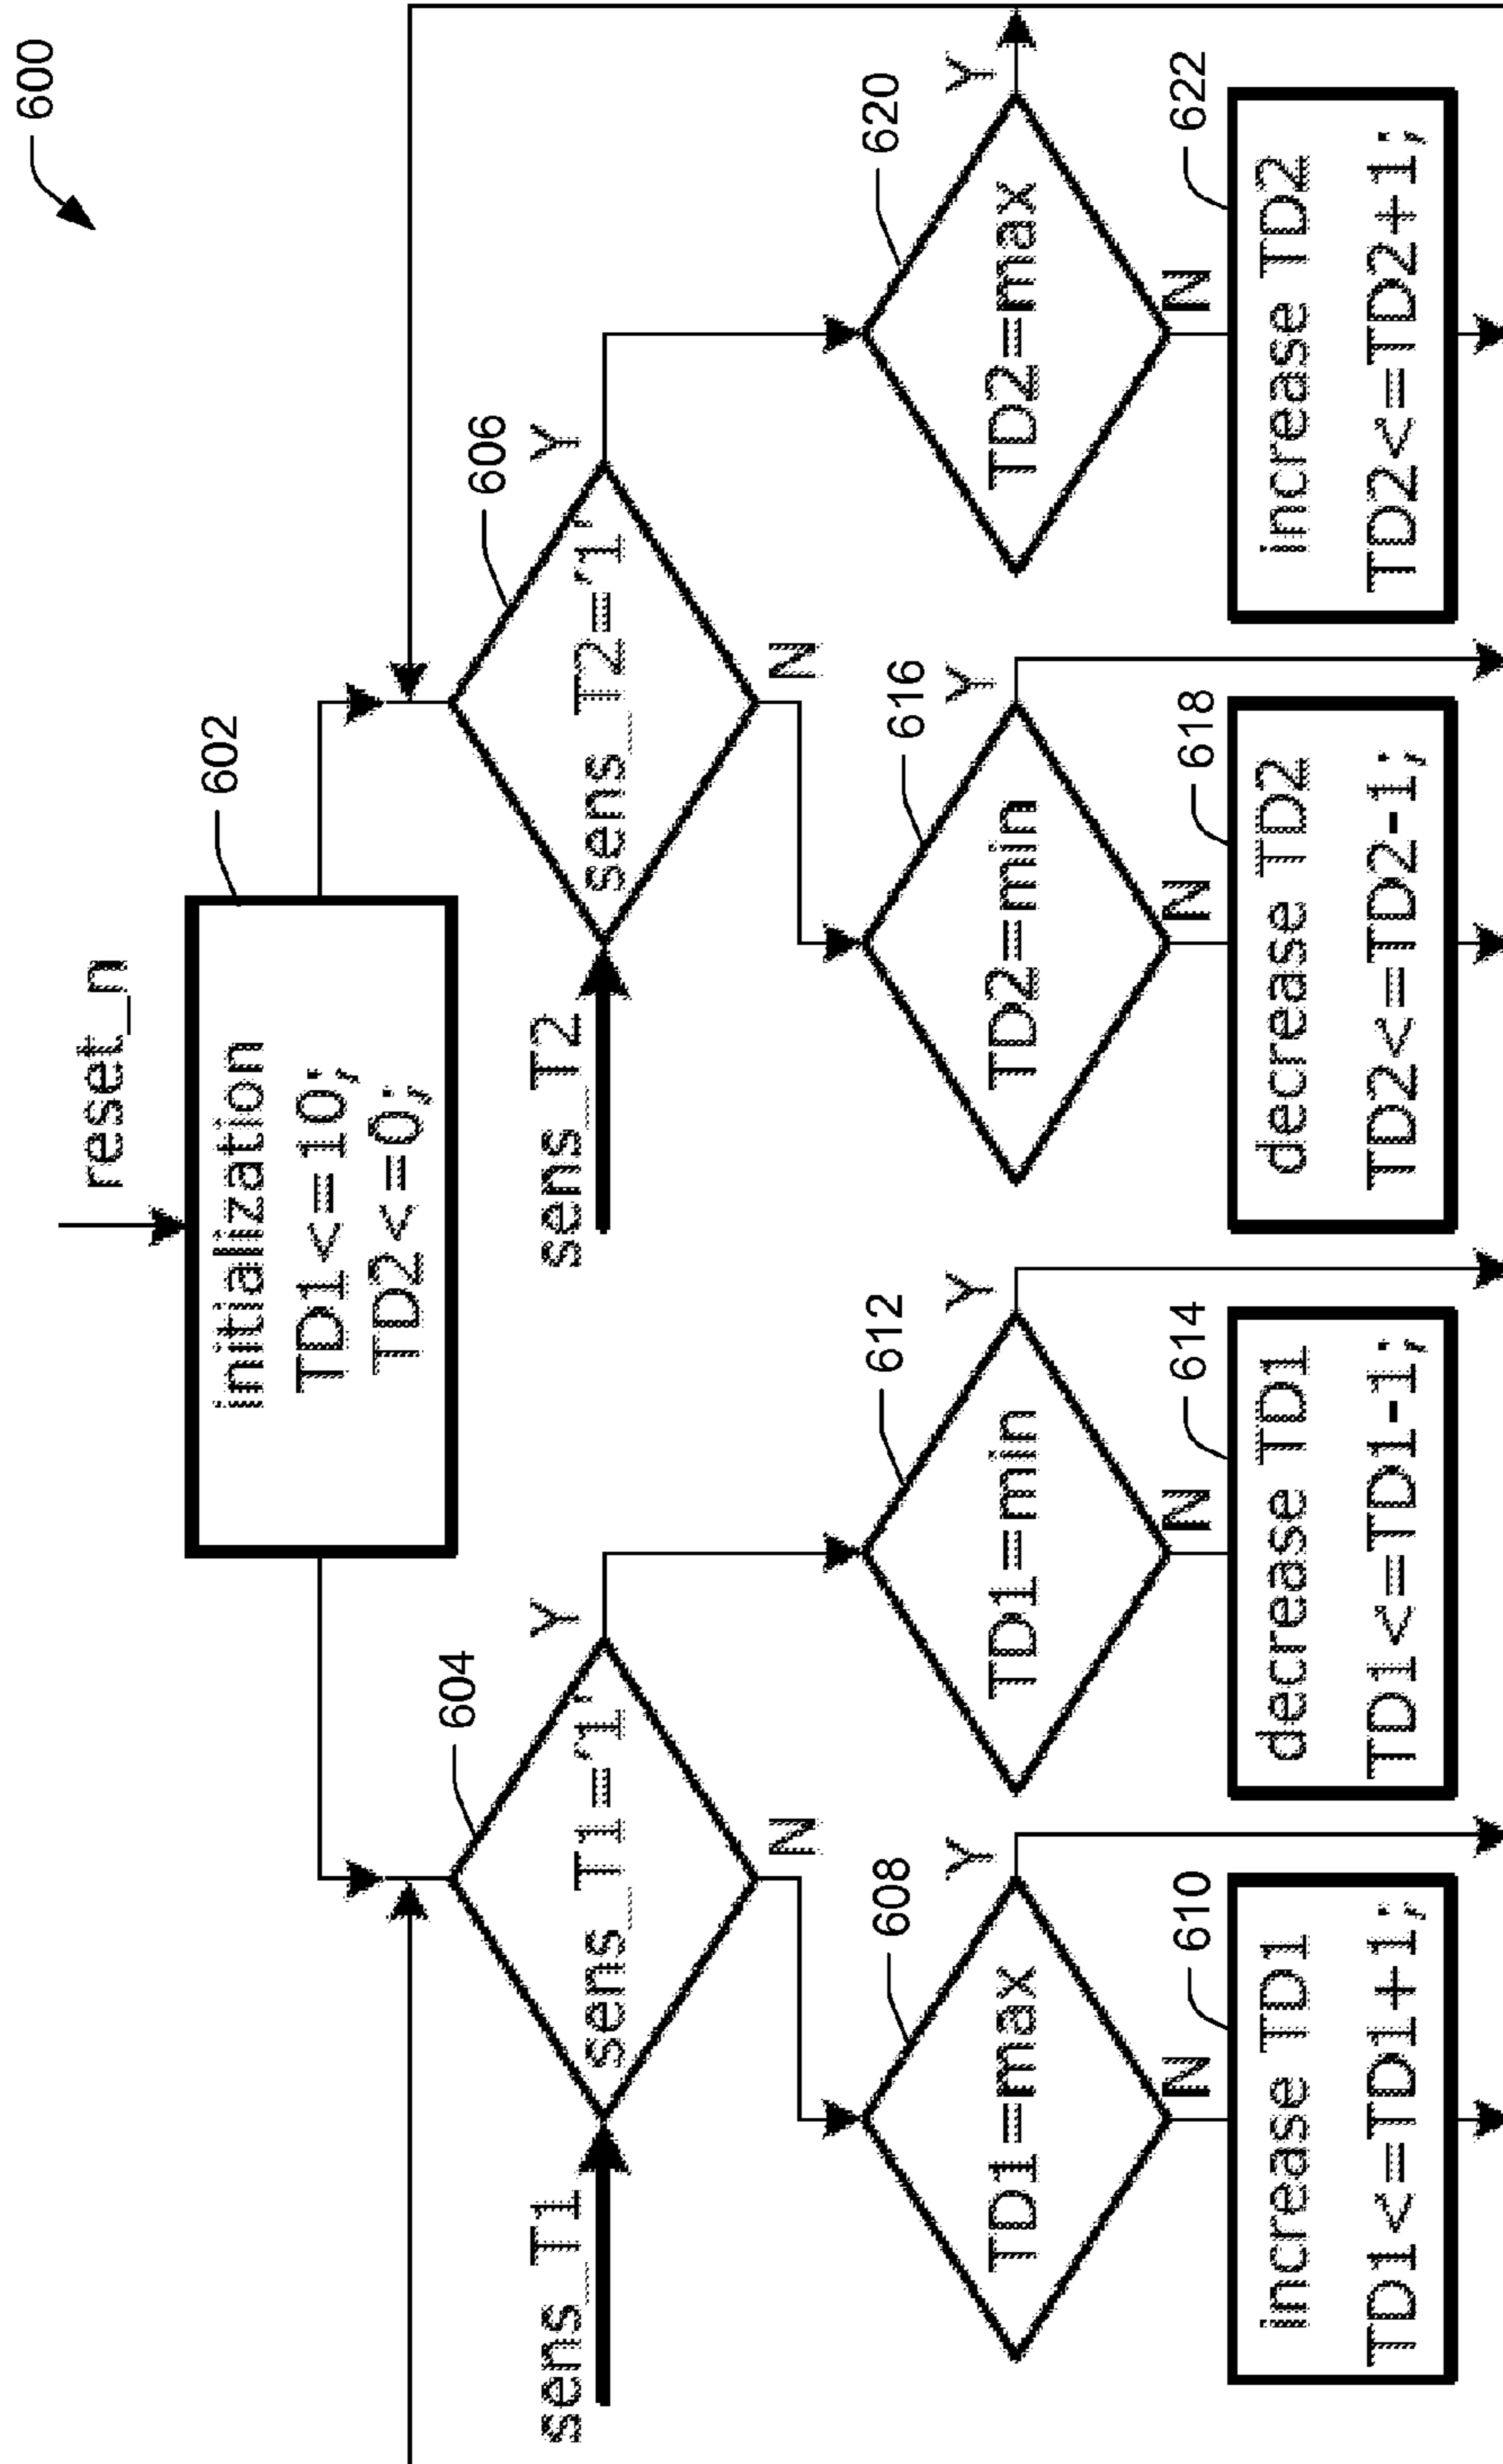 600
reset_n
602
initialization
TD1<=10;
TD2<=0;
604
606
sens_T1
sens_T1='1'
Y
N
sens_T2
sens_T2='1'
Y
N
608
TD1=max
Y
N
612
TD1=min
Y
N
616
TD2=min
Y
N
620
TD2=max
Y
N
610
increase TD1
TD1<=TD1+1;
614
decrease TD1
TD1<=TD1-1;
618
decrease TD2
TD2<=TD2-1;
622
increase TD2
TD2<=TD2+1;